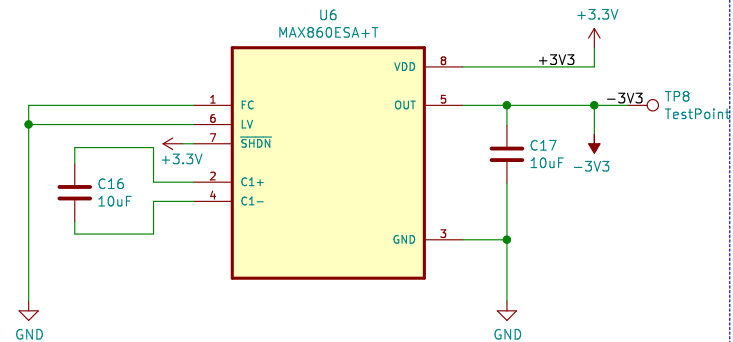 U6
MAX860ESA+T
+3.3V
VDD
8
+3V3
1
FC
OUT
5
−3V3
TP8
TestPoint
6
LV
7
SHDN
+3.3V
C17
10uF
−3V3
2
C1+
C16
10uF
4
C1-
GND
3
GND
GND